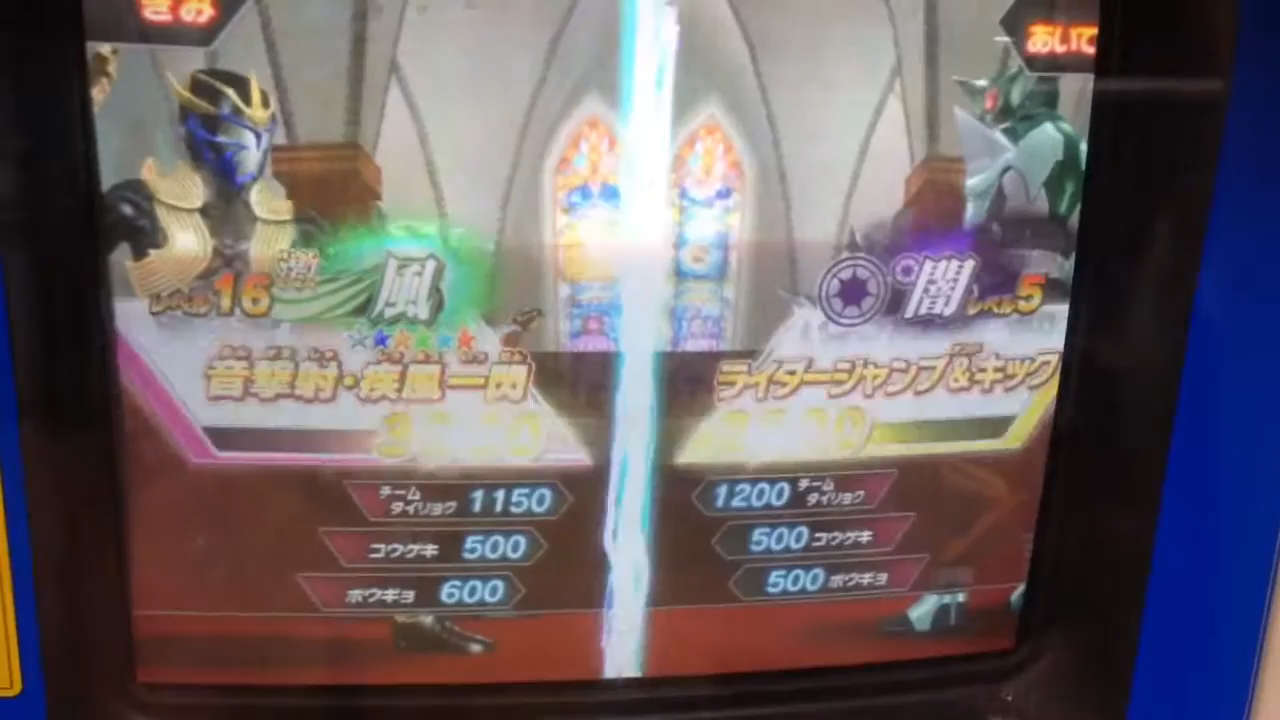 きみ
あいて
レベル16
激
風
闇
レベル5
音撃射・疾風一閃
ライダージャンプ&キック
チームタイリョク 1150
1200 チームタイリョク
コウゲキ 500
500 コウゲキ
ボウギョ 600
500 ボウギョ